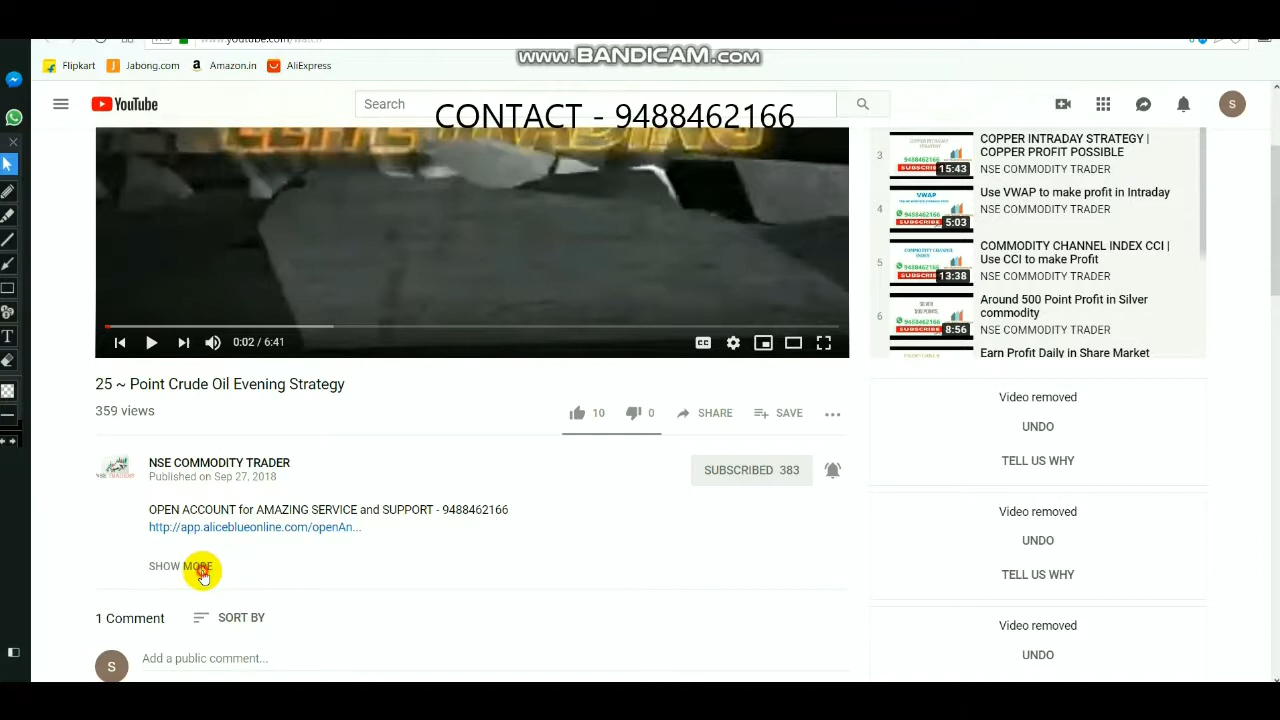 www.BANDICAM.com
Flipkart
Jabong.com
Amazon.in
AliExpress
YouTube
Search
CONTACT - 9488462166
S
3
15:43
COPPER INTRADAY STRATEGY |
COPPER PROFIT POSSIBLE
NSE COMMODITY TRADER
4
VWAP
9488462166
SUBSCRIBE
5:03
Use VWAP to make profit in Intraday
NSE COMMODITY TRADER
5
9488462166
13:38
COMMODITY CHANNEL INDEX CCI |
Use CCI to make Profit
NSE COMMODITY TRADER
6
9488462166
8:56
Around 500 Point Profit in Silver
commodity
NSE COMMODITY TRADER
Earn Profit Daily in Share Market
0:02 / 6:41
25 ~ Point Crude Oil Evening Strategy
359 views
10
0
SHARE
SAVE
NSE COMMODITY TRADER
Published on Sep 27, 2018
SUBSCRIBED 383
OPEN ACCOUNT for AMAZING SERVICE and SUPPORT - 9488462166
http://app.aliceblueonline.com/openAn...
SHOW MORE
1 Comment
SORT BY
S
Add a public comment...
Video removed
UNDO
TELL US WHY
Video removed
UNDO
TELL US WHY
Video removed
UNDO